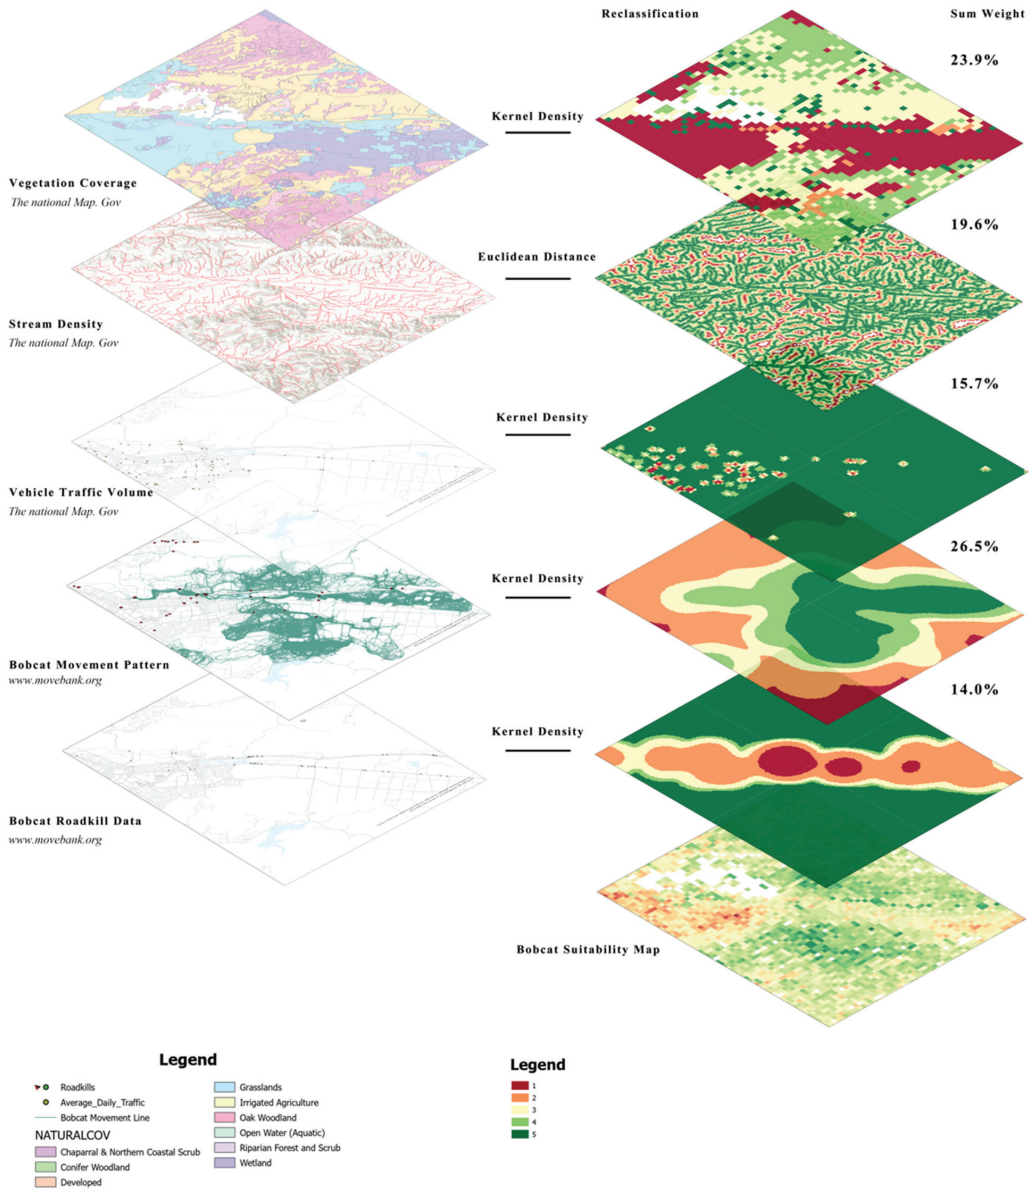 Reclassification
Sum Weight
23.9%
Kernel Density
Vegetation Coverage
The national Map. Gov
19.6%
Euclidean Distance
Stream Density
The national Map. Gov
15.7%
Kernel Density
Vehicle Traffic Volume
The national Map. Gov
26.5%
Kernel Density
Bobcat Movement Pattern
www.movebank.org
14.0%
Kernel Density
Bobcat Roadkill Data
www.movebank.org
Bobcat Suitability Map
Legend
Roadkills
Average_Daily_Traffic
Bobcat Movement Line
NATURALCOV
Chaparral & Northern Coastal Scrub
Conifer Woodland
Developed
Grasslands
Irrigated Agriculture
Oak Woodland
Open Water (Aquatic)
Riparian Forest and Scrub
Wetland
Legend
1
2
3
4
5